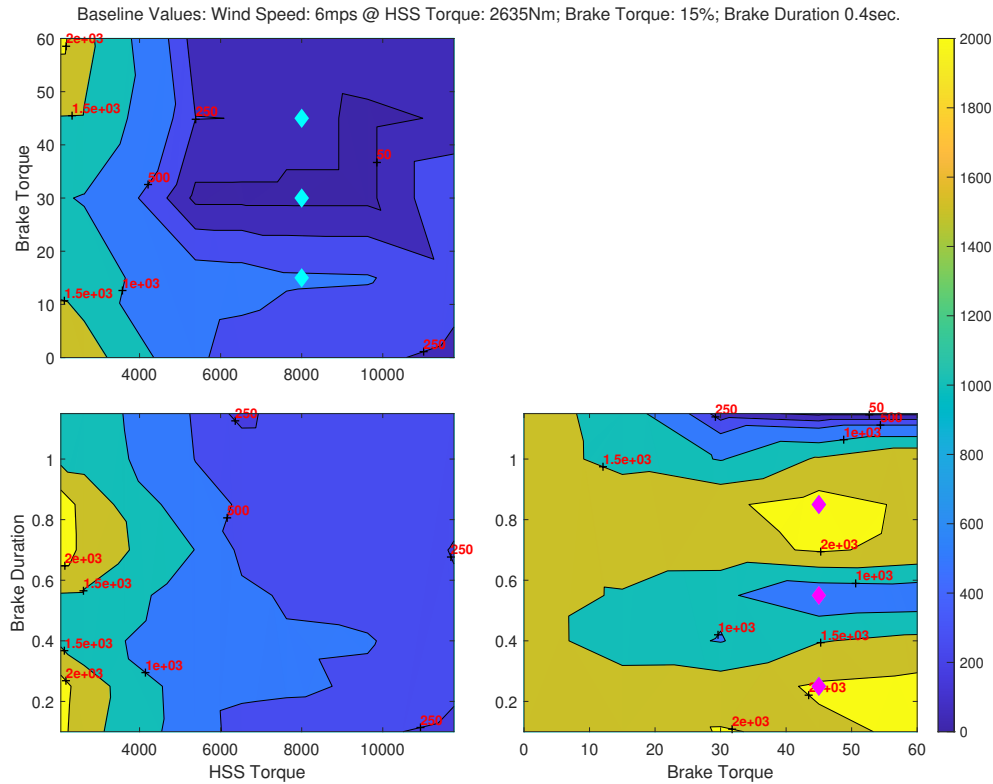 Baseline Values: Wind Speed: 6mps @ HSS Torque: 2635Nm; Brake Torque: 15%; Brake Duration 0.4sec.
60
50
40
30
20
10
0
Brake Torque
2e+03
1.5e+03
250
50
500
1e+03
1.5e+03
250
4000
6000
8000
10000
1
0.8
0.6
0.4
0.2
Brake Duration
250
500
2e+03
1.5e+03
250
1.5e+03
1e+03
2e+03
250
4000
6000
8000
10000
HSS Torque
250
50
500
1e+03
1.5e+03
2e+03
1e+03
1e+03
1.5e+03
2e+03
2e+03
0
10
20
30
40
50
60
Brake Torque
2000
1800
1600
1400
1200
1000
800
600
400
200
0